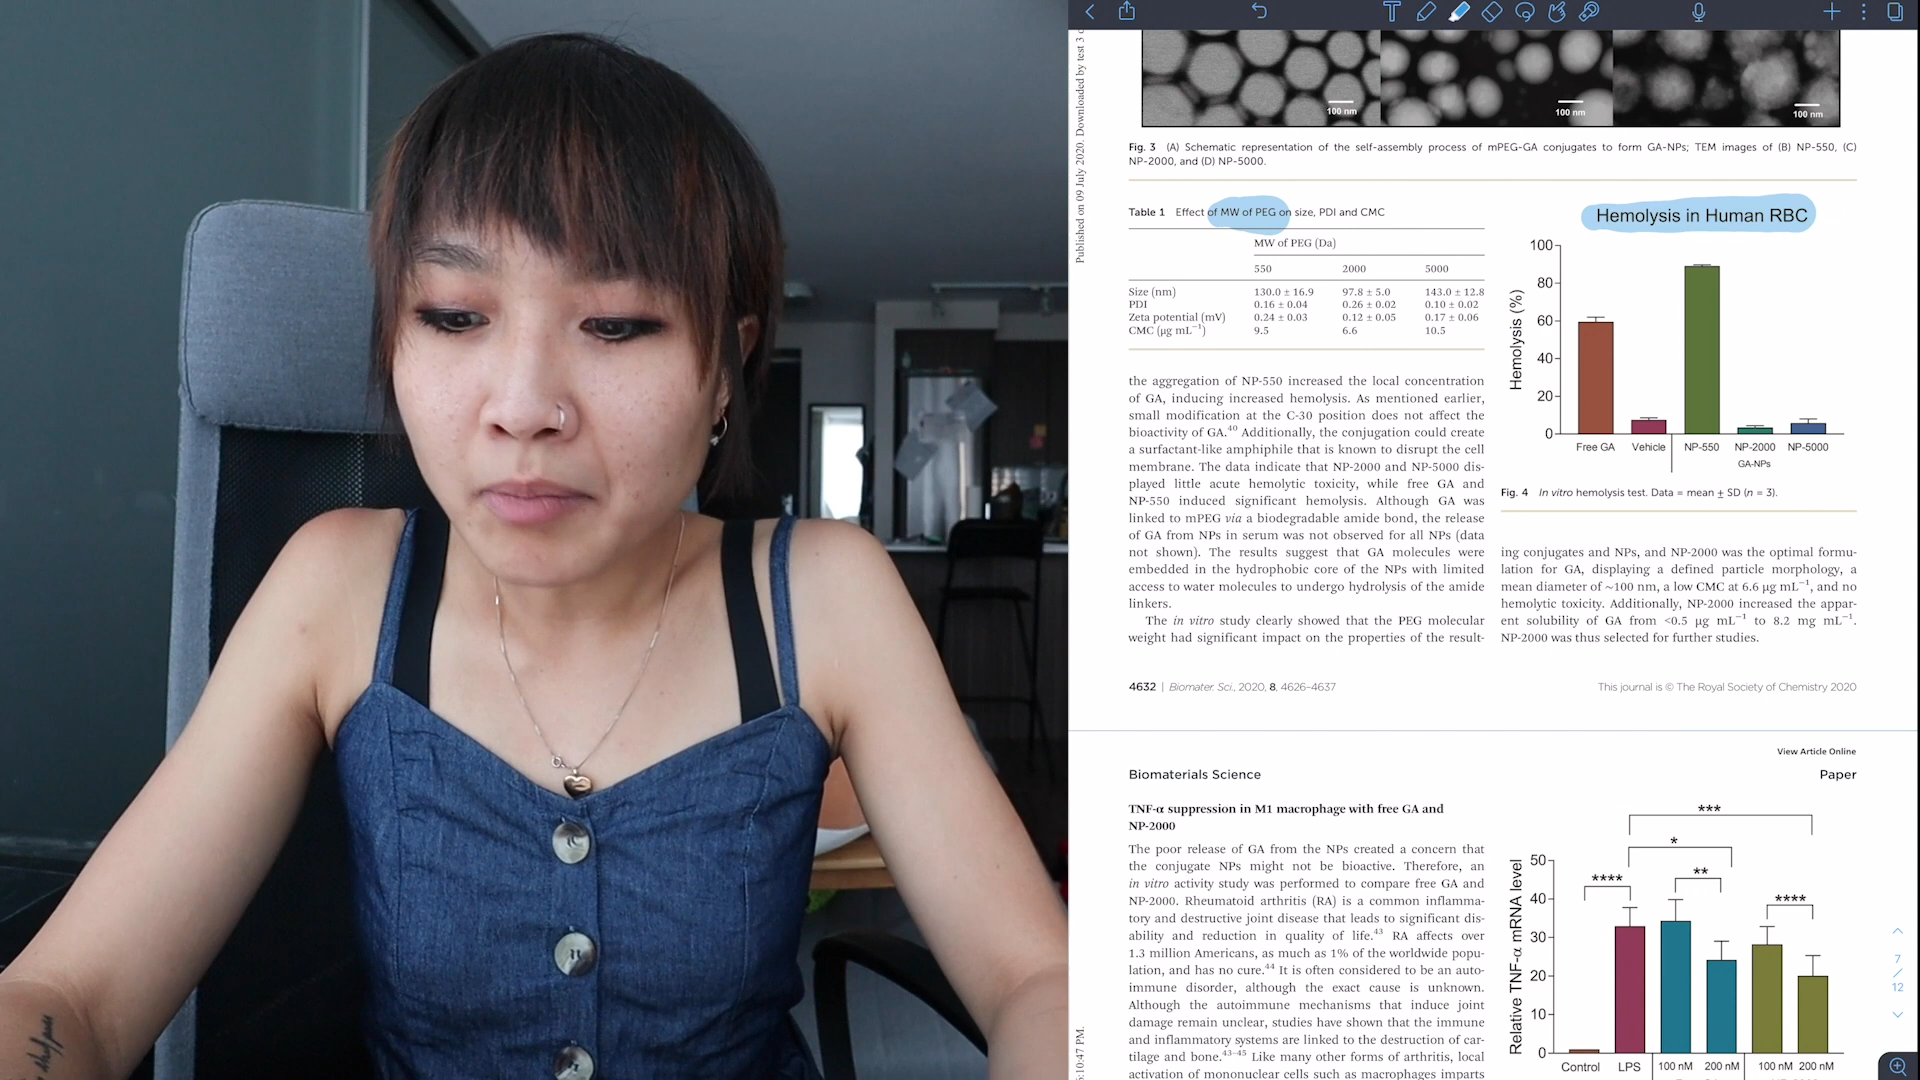 Published on 09 July 2020. Downloaded by test 3
100 nm
100 nm
100 nm
Fig. 3 (A) Schematic representation of the self-assembly process of mPEG-GA conjugates to form GA-NPs; TEM images of (B) NP-550, (C)
NP-2000, and (D) NP-5000.
Table 1 Effect of MW of PEG on size, PDI and CMC
MW of PEG (Da)
550 2000 5000
Size (nm) 130.0 ± 16.9 97.8 ± 5.0 143.0 ± 12.8
PDI 0.16 ± 0.04 0.26 ± 0.02 0.10 ± 0.02
Zeta potential (mV) 0.24 ± 0.03 0.12 ± 0.05 0.17 ± 0.06
CMC (μg mL−1) 9.5 6.6 10.5
the aggregation of NP-550 increased the local concentration
of GA, inducing increased hemolysis. As mentioned earlier,
small modification at the C-30 position does not affect the
bioactivity of GA.40 Additionally, the conjugation could create
a surfactant-like amphiphile that is known to disrupt the cell
membrane. The data indicate that NP-2000 and NP-5000 dis-
played little acute hemolytic toxicity, while free GA and
NP-550 induced significant hemolysis. Although GA was
linked to mPEG via a biodegradable amide bond, the release
of GA from NPs in serum was not observed for all NPs (data
not shown). The results suggest that GA molecules were
embedded in the hydrophobic core of the NPs with limited
access to water molecules to undergo hydrolysis of the amide
linkers.
The in vitro study clearly showed that the PEG molecular
weight had significant impact on the properties of the result-
Hemolysis in Human RBC
Hemolysis (%)
100
80
60
40
20
0
Free GA Vehicle NP-550 NP-2000 NP-5000
GA-NPs
Fig. 4 In vitro hemolysis test. Data = mean ± SD (n = 3).
ing conjugates and NPs, and NP-2000 was the optimal formu-
lation for GA, displaying a defined particle morphology, a
mean diameter of ~100 nm, a low CMC at 6.6 μg mL−1, and no
hemolytic toxicity. Additionally, NP-2000 increased the appar-
ent solubility of GA from <0.5 μg mL−1 to 8.2 mg mL−1.
NP-2000 was thus selected for further studies.
4632 | Biomater. Sci., 2020, 8, 4626–4637
This journal is © The Royal Society of Chemistry 2020
View Article Online
Biomaterials Science
Paper
TNF-α suppression in M1 macrophage with free GA and
NP-2000
The poor release of GA from the NPs created a concern that
the conjugate NPs might not be bioactive. Therefore, an
in vitro activity study was performed to compare free GA and
NP-2000. Rheumatoid arthritis (RA) is a common inflamma-
tory and destructive joint disease that leads to significant dis-
ability and reduction in quality of life.43 RA affects over
1.3 million Americans, as much as 1% of the worldwide popu-
lation, and has no cure.44 It is often considered to be an auto-
immune disorder, although the exact cause is unknown.
Although the autoimmune mechanisms that induce joint
damage remain unclear, studies have shown that the immune
and inflammatory systems are linked to the destruction of car-
tilage and bone.43–45 Like many other forms of arthritis, local
activation of mononuclear cells such as macrophages imparts
***
*
**
****
****
Relative TNF-α mRNA level
50
40
30
20
10
0
Control LPS 100 nM 200 nM 100 nM 200 nM
7
/
12
:10:47 PM.